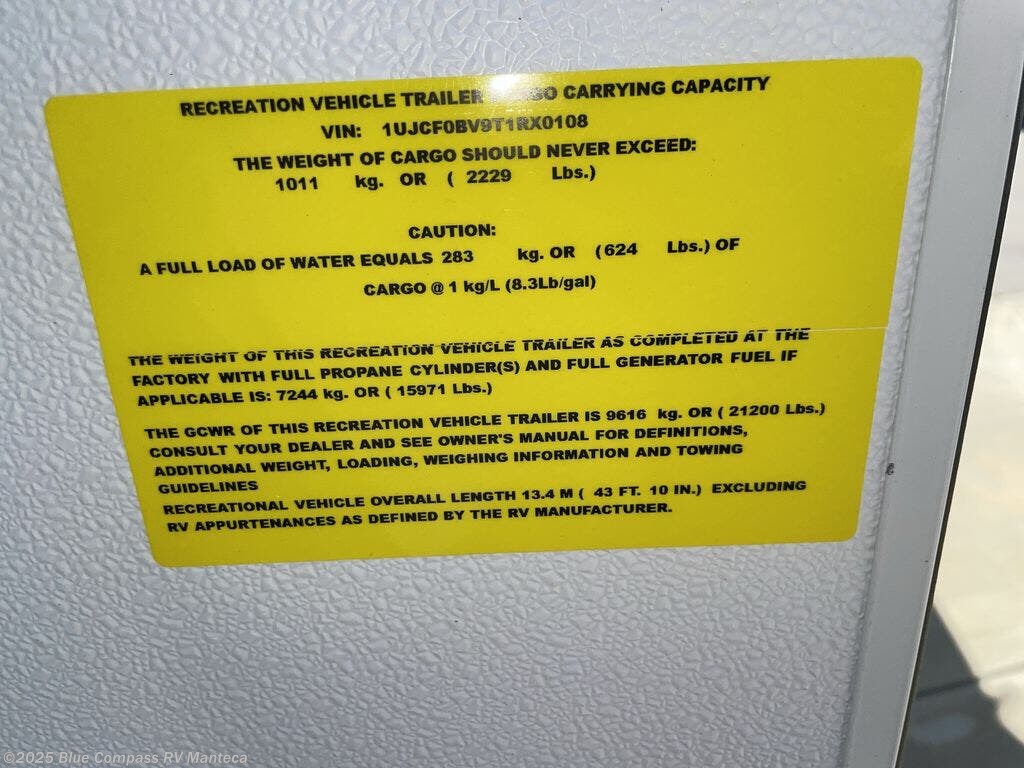 RECREATION VEHICLE TRAILER CARRYING CAPACITY
VIN: 1UJCF0BV9T1RX0108
THE WEIGHT OF CARGO SHOULD NEVER EXCEED:
1011 kg. OR ( 2229 Lbs.)
CAUTION:
A FULL LOAD OF WATER EQUALS 283 kg. OR (624 Lbs.) OF
CARGO @ 1 kg/L (8.3Lb/gal)
THE WEIGHT OF THIS RECREATION VEHICLE TRAILER AS COMPLETED AT THE
FACTORY WITH FULL PROPANE CYLINDER(S) AND FULL GENERATOR FUEL IF
APPLICABLE IS: 7244 kg. OR ( 15971 Lbs.)
THE GCWR OF THIS RECREATION VEHICLE TRAILER IS 9616 kg. OR ( 21200 Lbs.)
CONSULT YOUR DEALER AND SEE OWNER'S MANUAL FOR DEFINITIONS,
ADDITIONAL WEIGHT, LOADING, WEIGHING INFORMATION AND TOWING
GUIDELINES
RECREATIONAL VEHICLE OVERALL LENGTH 13.4 M ( 43 FT. 10 IN.) EXCLUDING
RV APPURTENANCES AS DEFINED BY THE RV MANUFACTURER.
©2025 Blue Compass RV Manteca